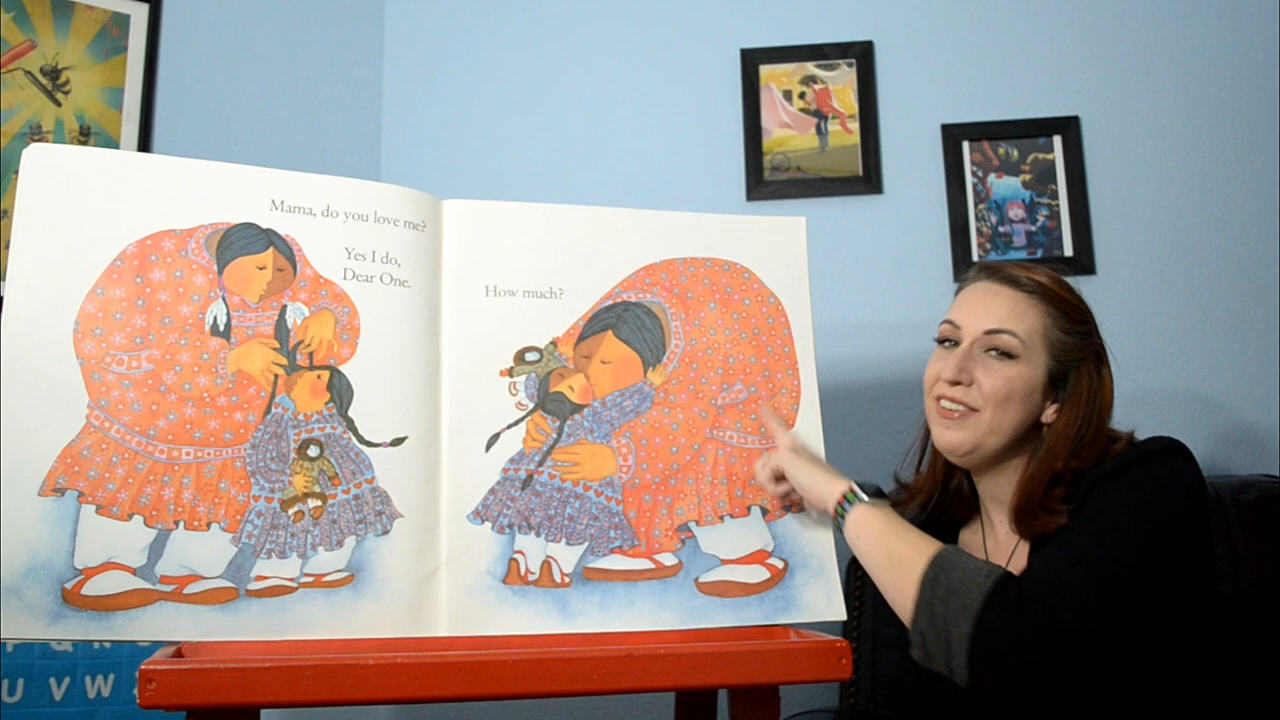 Mama, do you love me?
Yes I do,
Dear One.
How much?
U V W